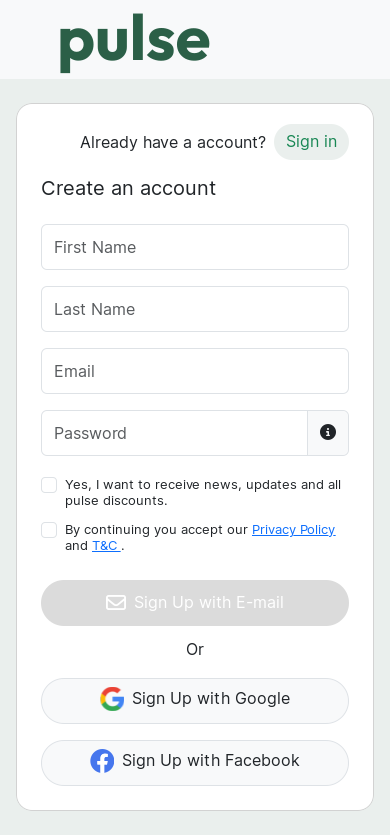 pulse
Already have a account? Sign in
Create an account
First Name
Last Name
Email
Password
Yes, I want to receive news, updates and all
pulse discounts.
By continuing you accept our Privacy Policy
and T&C .
Sign Up with E-mail
Or
Sign Up with Google
Sign Up with Facebook